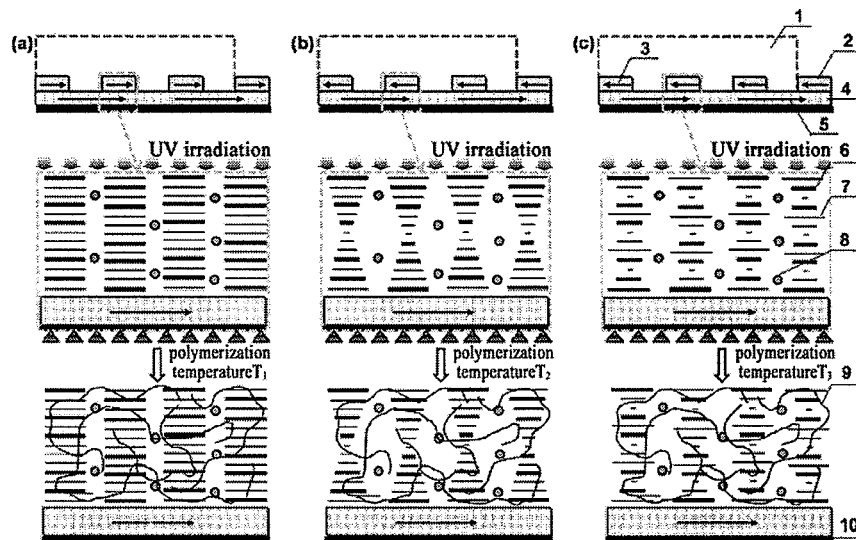 (a)
(b)
(c)
1
2
3
4
5
UV irradiation
UV irradiation
UV irradiation
6
7
8
polymerization
temperatureT1
polymerization
temperatureT2
polymerization
temperatureT3
9
10